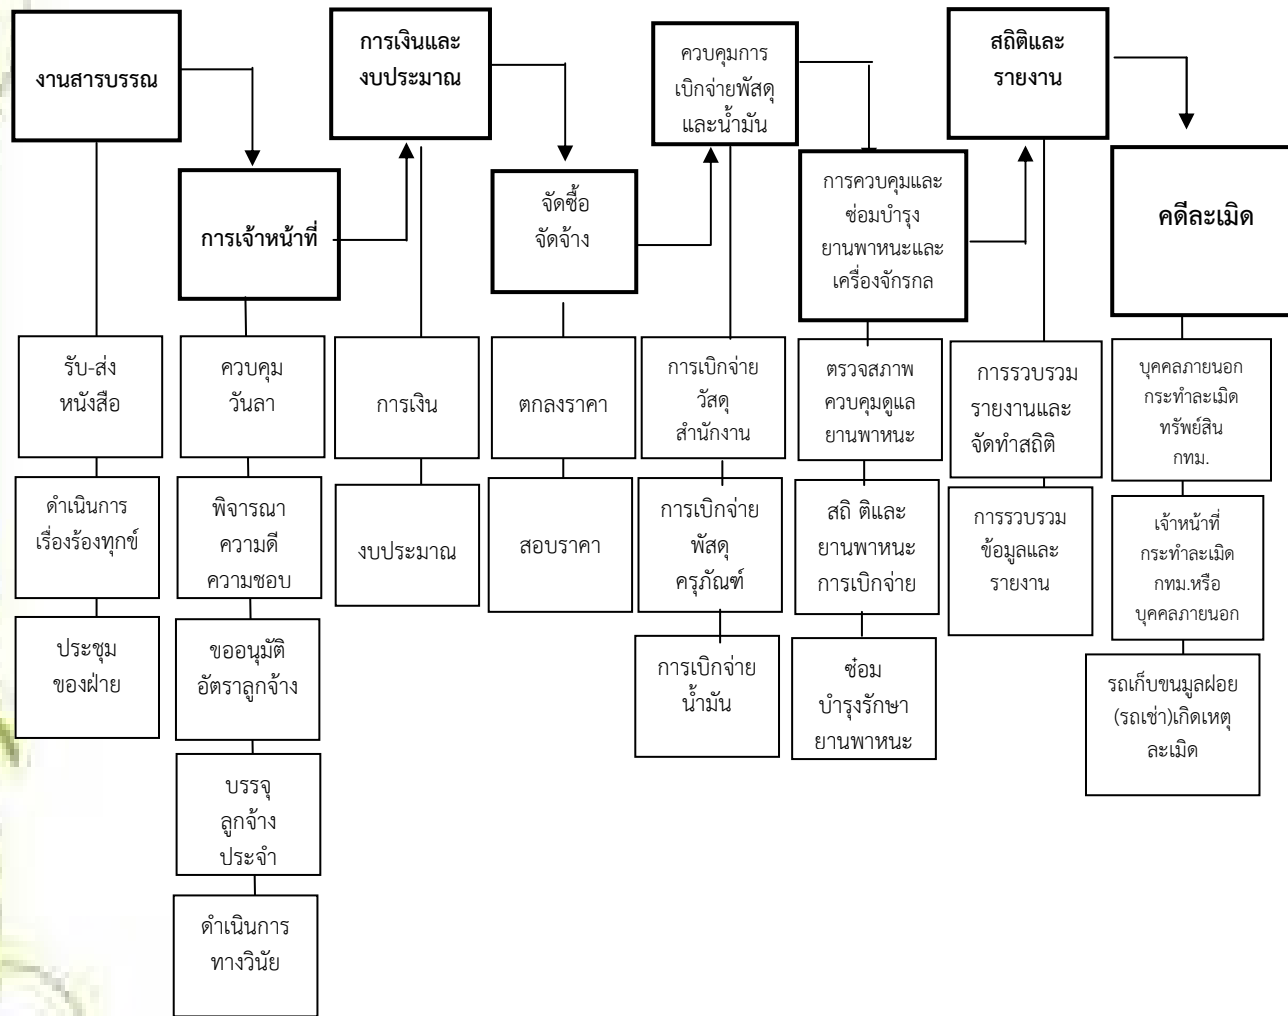 งานสารบรรณ
การเจ้าหน้าที่
การเงินและ
งบประมาณ
จัดซื้อ
จัดจ้าง
ควบคุมการ
เบิกจ่ายพัสดุ
และน้ำมัน
การควบคุมและ
ซ่อมบำรุง
ยานพาหนะและ
เครื่องจักรกล
สถิติและ
รายงาน
คดีละเมิด
รับ-ส่ง
หนังสือ
ดำเนินการ
เรื่องร้องทุกข์
ประชุม
ของฝ่าย
ควบคุม
วันลา
พิจารณา
ความดี
ความชอบ
ขออนุมัติ
อัตราลูกจ้าง
บรรจุ
ลูกจ้าง
ประจำ
ดำเนินการ
ทางวินัย
การเงิน
งบประมาณ
ตกลงราคา
สอบราคา
การเบิกจ่าย
วัสดุ
สำนักงาน
การเบิกจ่าย
พัสดุ
ครุภัณฑ์
การเบิกจ่าย
น้ำมัน
ตรวจสภาพ
ควบคุมดูแล
ยานพาหนะ
สถิ ติและ
ยานพาหนะ
การเบิกจ่าย
ซ๋อม
บำรุงรักษา
ยานพาหนะ
การรวบรวม
รายงานและ
จัดทำสถิติ
การรวบรวม
ข้อมูลและ
รายงาน
บุคคลภายนอก
กระทำละเมิด
ทรัพย์สิน
กทม.
เจ้าหน้าที่
กระทำละเมิด
กทม.หรือ
บุคคลภายนอก
รถเก็บขนมูลฝอย
(รถเช่า)เกิดเหตุ
ละเมิด